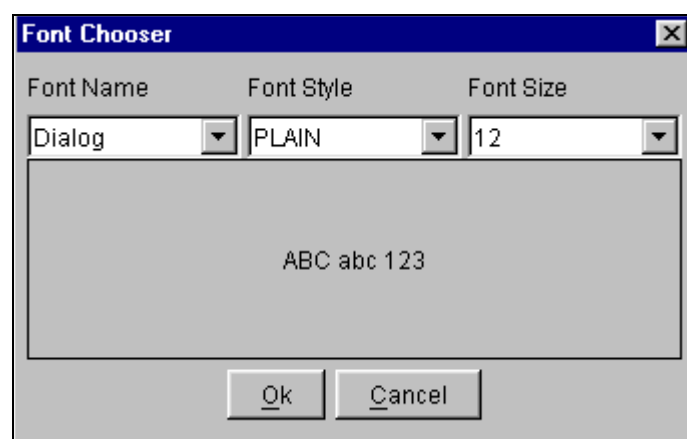 Font Chooser
Font Name Font Style Font Size
Dialog PLAIN 12
ABC abc 123
Ok Cancel